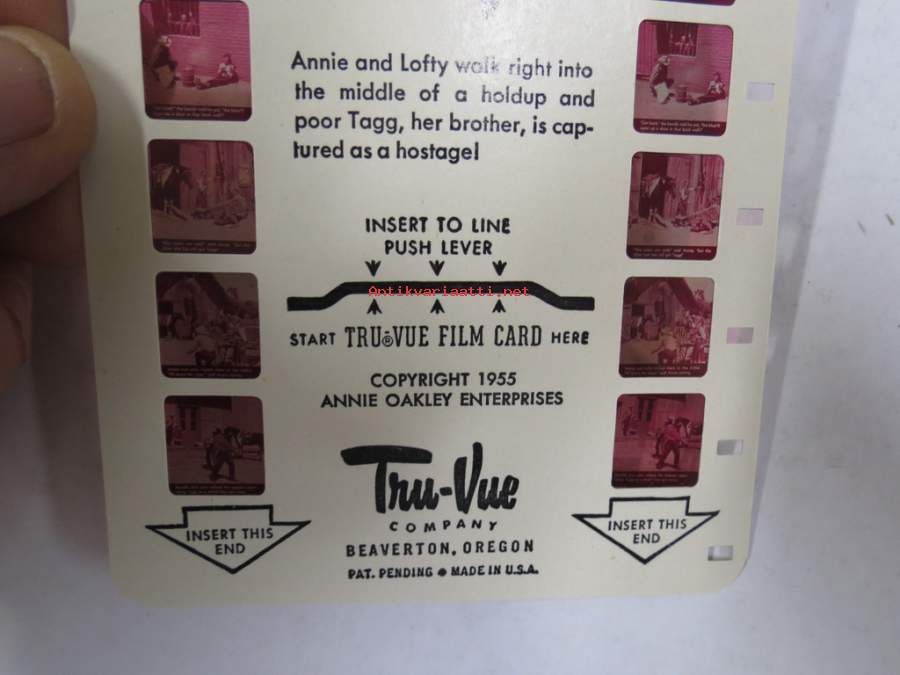 Annie and Lofty walk right into
the middle of a holdup and
poor Tagg, her brother, is cap-
tured as a hostage!
INSERT TO LINE
PUSH LEVER
Antikvariaatti.net
START TRU®VUE FILM CARD HERE
COPYRIGHT 1955
ANNIE OAKLEY ENTERPRISES
Tru-Vue
COMPANY
BEAVERTON, OREGON
PAT. PENDING ● MADE IN U.S.A.
INSERT THIS
END
INSERT THIS
END